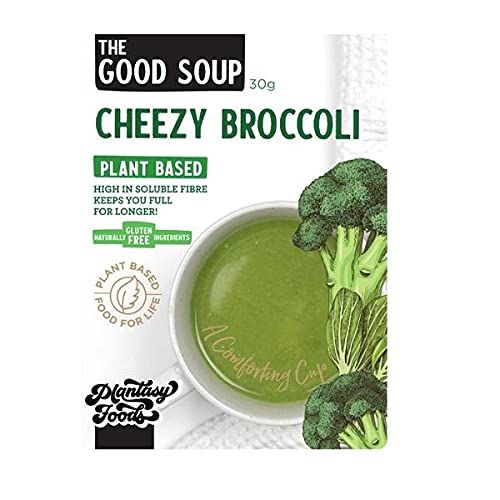 THE
GOOD SOUP
30g
CHEEZY BROCCOLI
PLANT BASED
HIGH IN SOLUBLE FIBRE
KEEPS YOU FULL
FOR LONGER!
NATURALLY GLUTEN FREE INGREDIENTS
PLANT BASED
FOOD FOR LIFE
A Comforting Cup
Plantasy
Foods